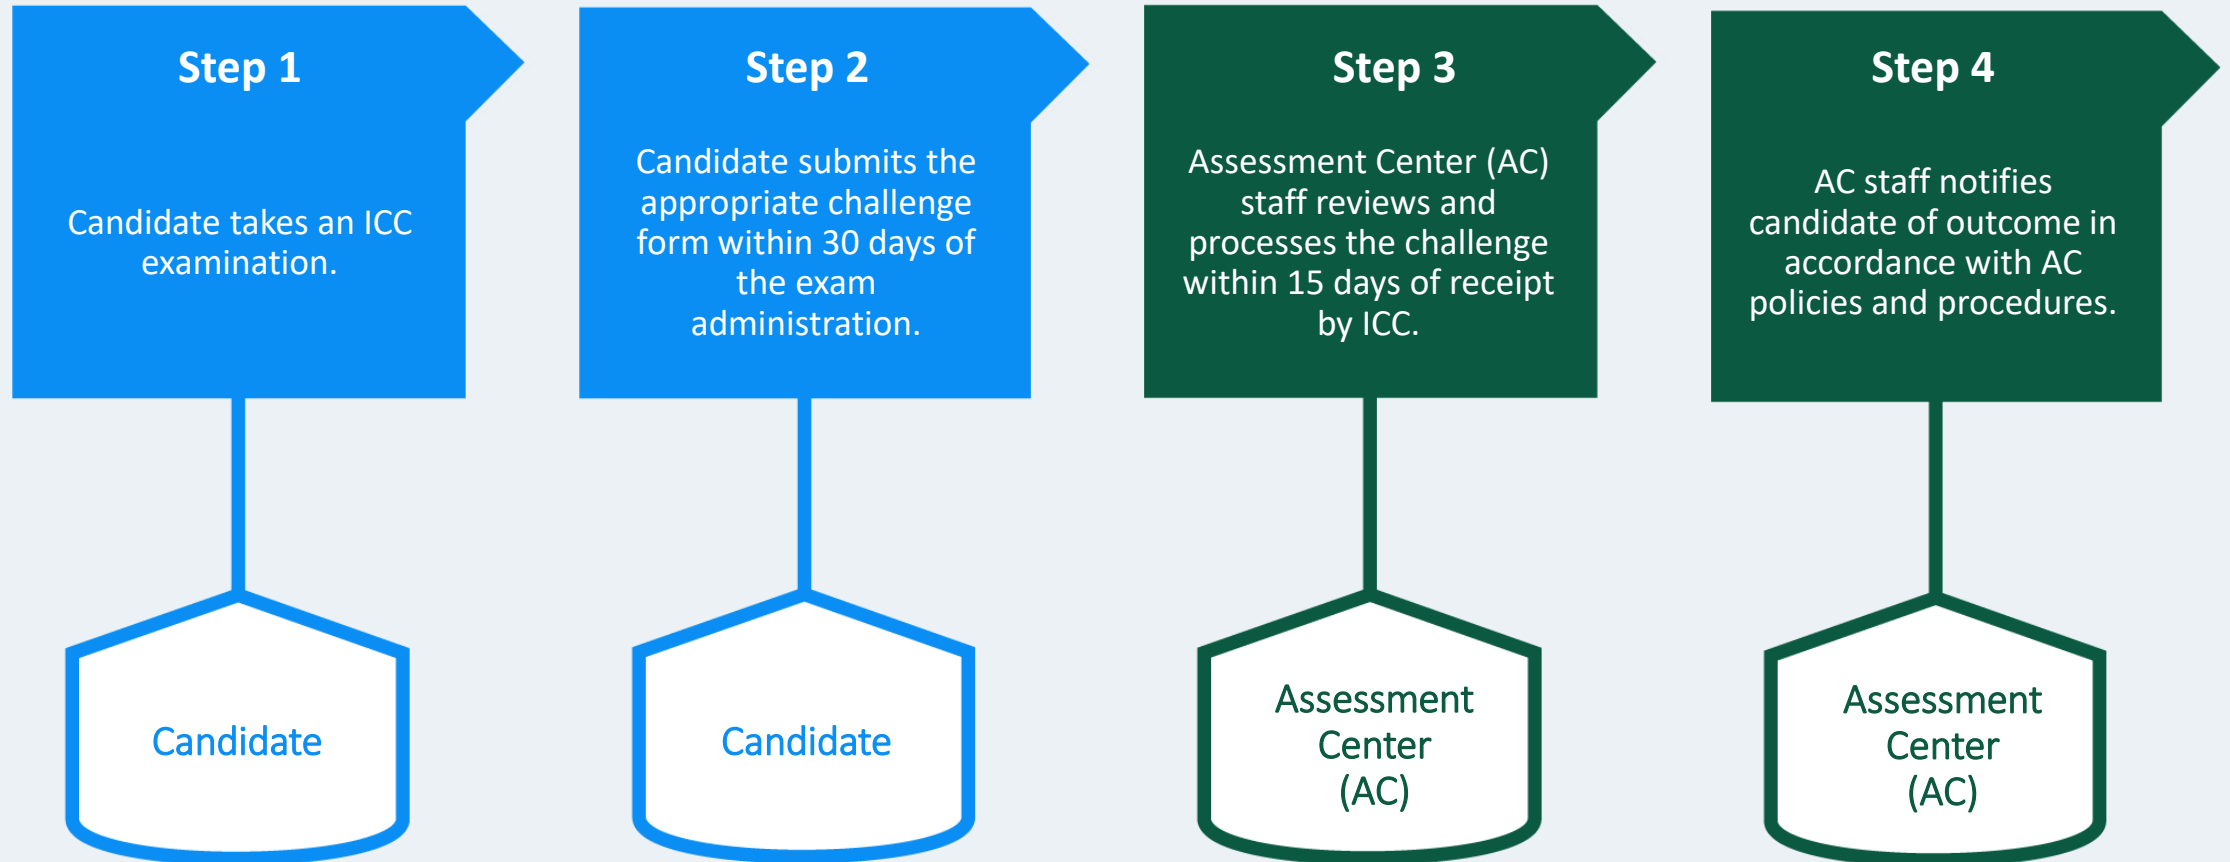 Step 1
Candidate takes an ICC
examination.
Candidate
Step 2
Candidate submits the
appropriate challenge
form within 30 days of
the exam
administration.
Candidate
Step 3
Assessment Center (AC)
staff reviews and
processes the challenge
within 15 days of receipt
by ICC.
Assessment
Center
(AC)
Step 4
AC staff notifies
candidate of outcome in
accordance with AC
policies and procedures.
Assessment
Center
(AC)